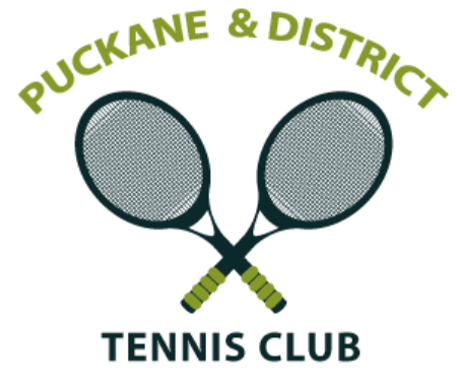 PUCKANE & DISTRICT
TENNIS CLUB